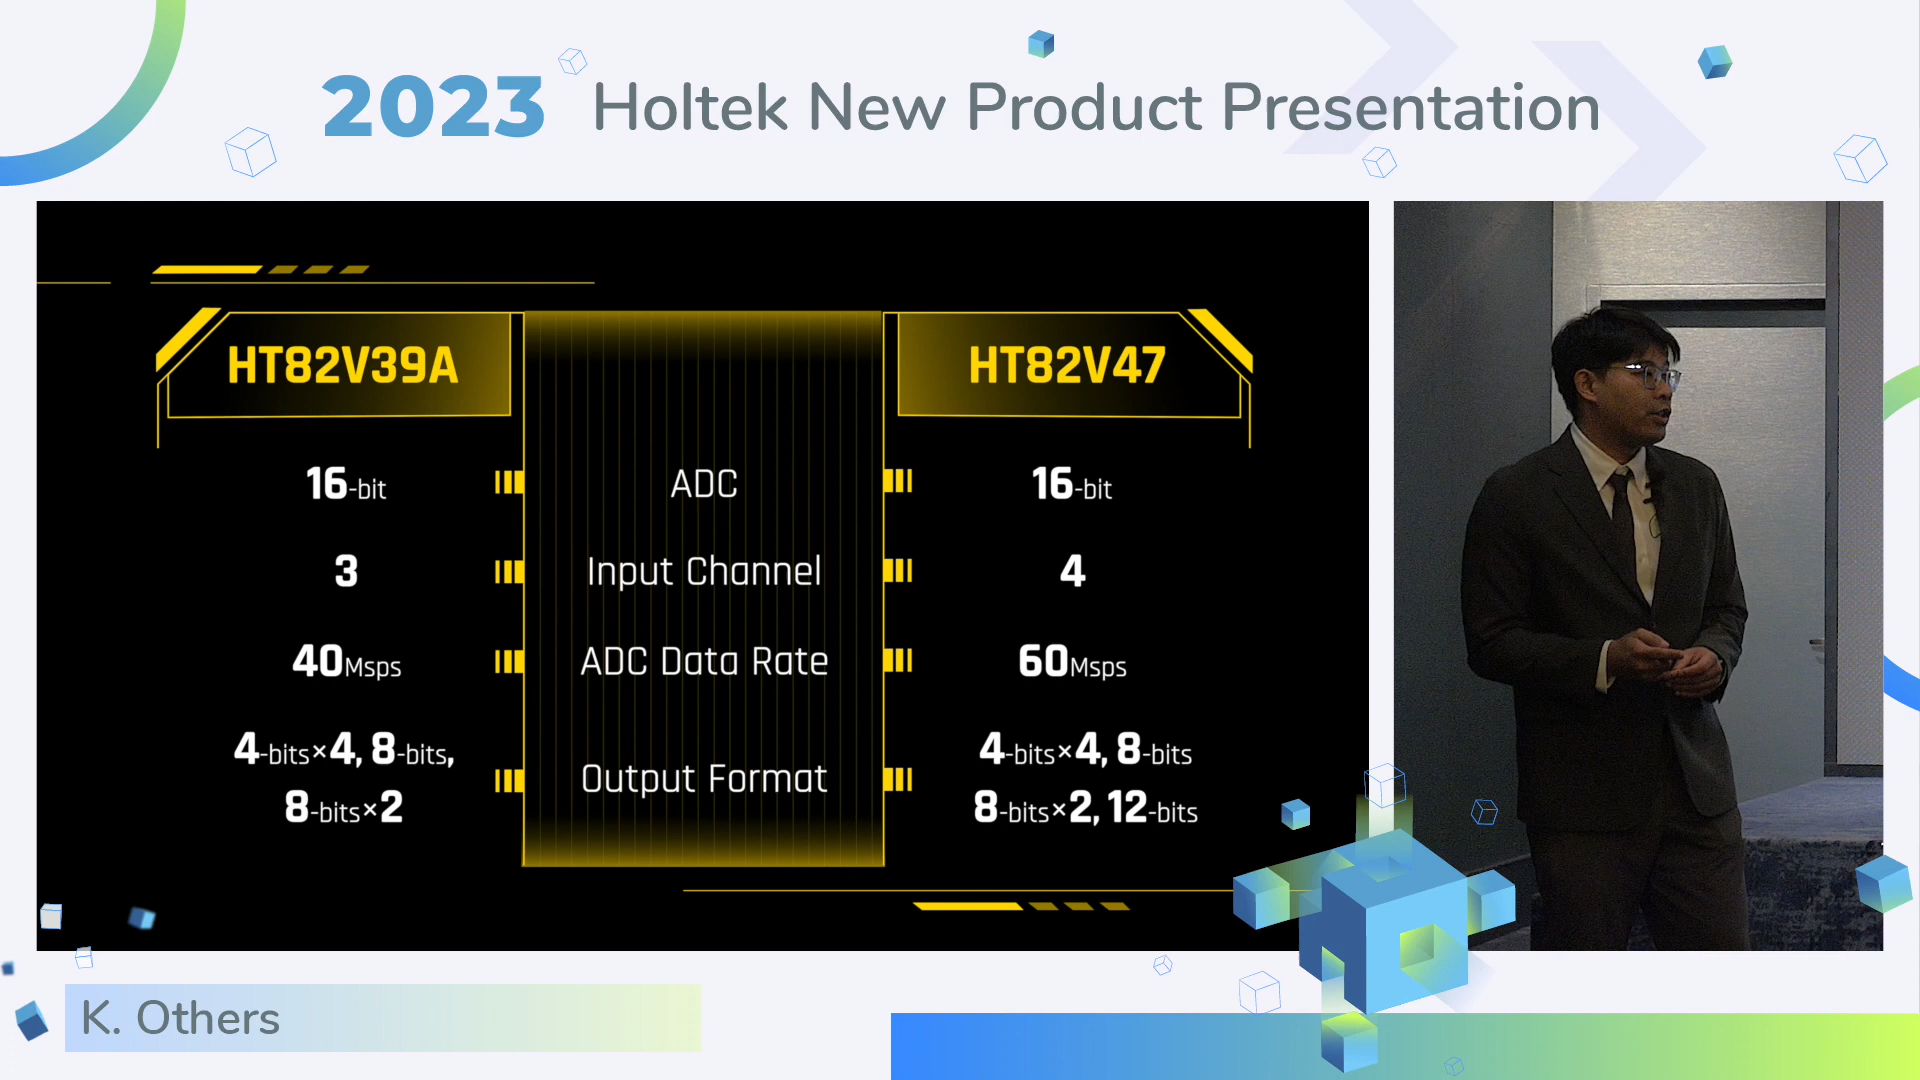 2023 Holtek New Product Presentation
HT82V39A HT82V47
16-bit ADC 16-bit
3 Input Channel 4
40Msps ADC Data Rate 60Msps
4-bits×4, 8-bits,
8-bits×2
Output Format
4-bits×4, 8-bits
8-bits×2, 12-bits
K. Others